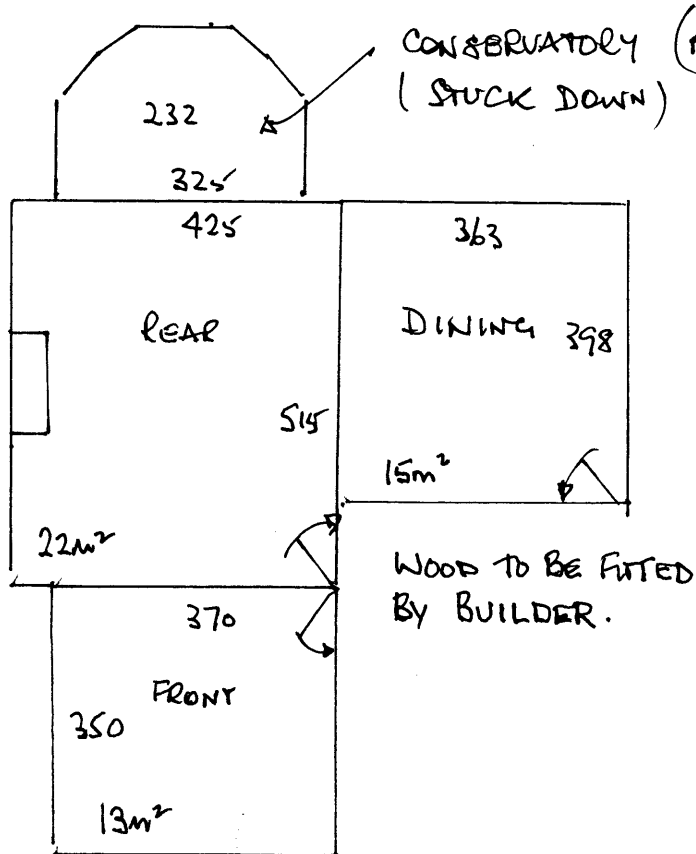 CONSERVATORY (
(STUCK DOWN)
232
325
425
363
REAR
DINING
398
515
15m²
22m²
WOOD TO BE FITTED
BY BUILDER.
370
FRONT
350
13m²